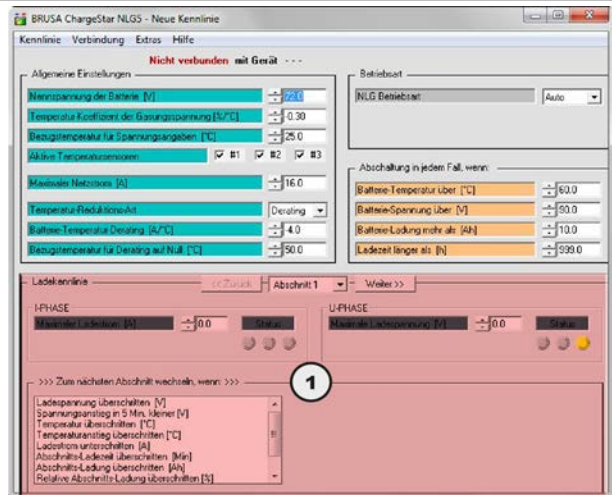 BRUSA ChargeStar NLG5 - Neue Kennlinie
Kennlinie Verbindung Extras Hilfe
Nicht verbunden mit Gerät - - -
Allgemeine Einstellungen
Nennspannung der Batterie [V]
Temperatur-Koeffizient der Gasungsspannung [%/°C] -0.30
Bezugstemperatur für Spannungsangaben [°C] 25.0
Aktive Temperatursensoren #1 #2 #3
Maximaler Netzstrom [A] 16.0
Temperatur-Reduktions-Art Derating
Batterie-Temperatur-Derating [A/°C] -4.0
Bezugstemperatur für Derating auf Null [°C] 50.0
Betriebsart
NLG Betriebsart Auto
Abschaltung in jedem Fall, wenn:
Batterie-Temperatur über [°C] 60.0
Batterie-Spannung über [V] 90.0
Batterie-Ladung mehr als [Ah] 10.0
Ladezeit länger als [h] 999.0
Ladekennlinie << Zurück Abschnitt 1 Weiter >>
I-PHASE
Maximaler Ladestrom [A] 0.0 Status
U-PHASE
Maximale Ladespannung [V] 0.0 Status
>>> Zum nächsten Abschnitt wechseln, wenn: >>>
1
Ladespannung überschritten [V]
Spannungsanstieg in 5 Min. kleiner [V]
Temperatur überschritten [°C]
Temperaturanstieg überschritten [°C]
Ladestrom unterschritten [A]
Abschnitts-Ladezeit überschritten [Min]
Abschnitts-Ladung überschritten [Ah]
Relative Abschnitts-Ladung überschritten [%]